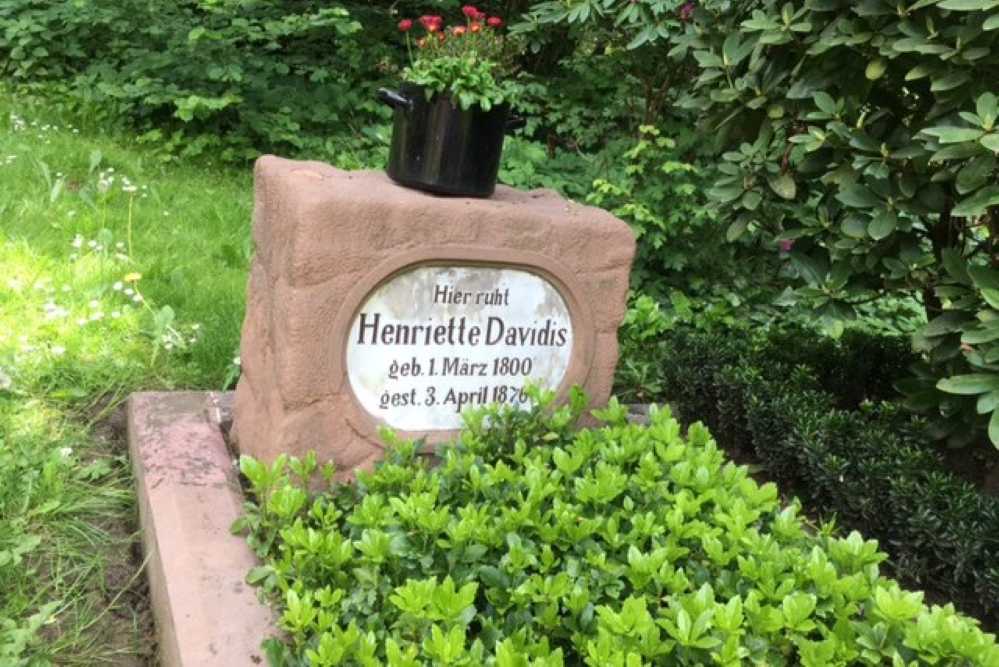 Hier ruht
Henriette Davidis
geb. 1. März 1800
gest. 3. April 1876